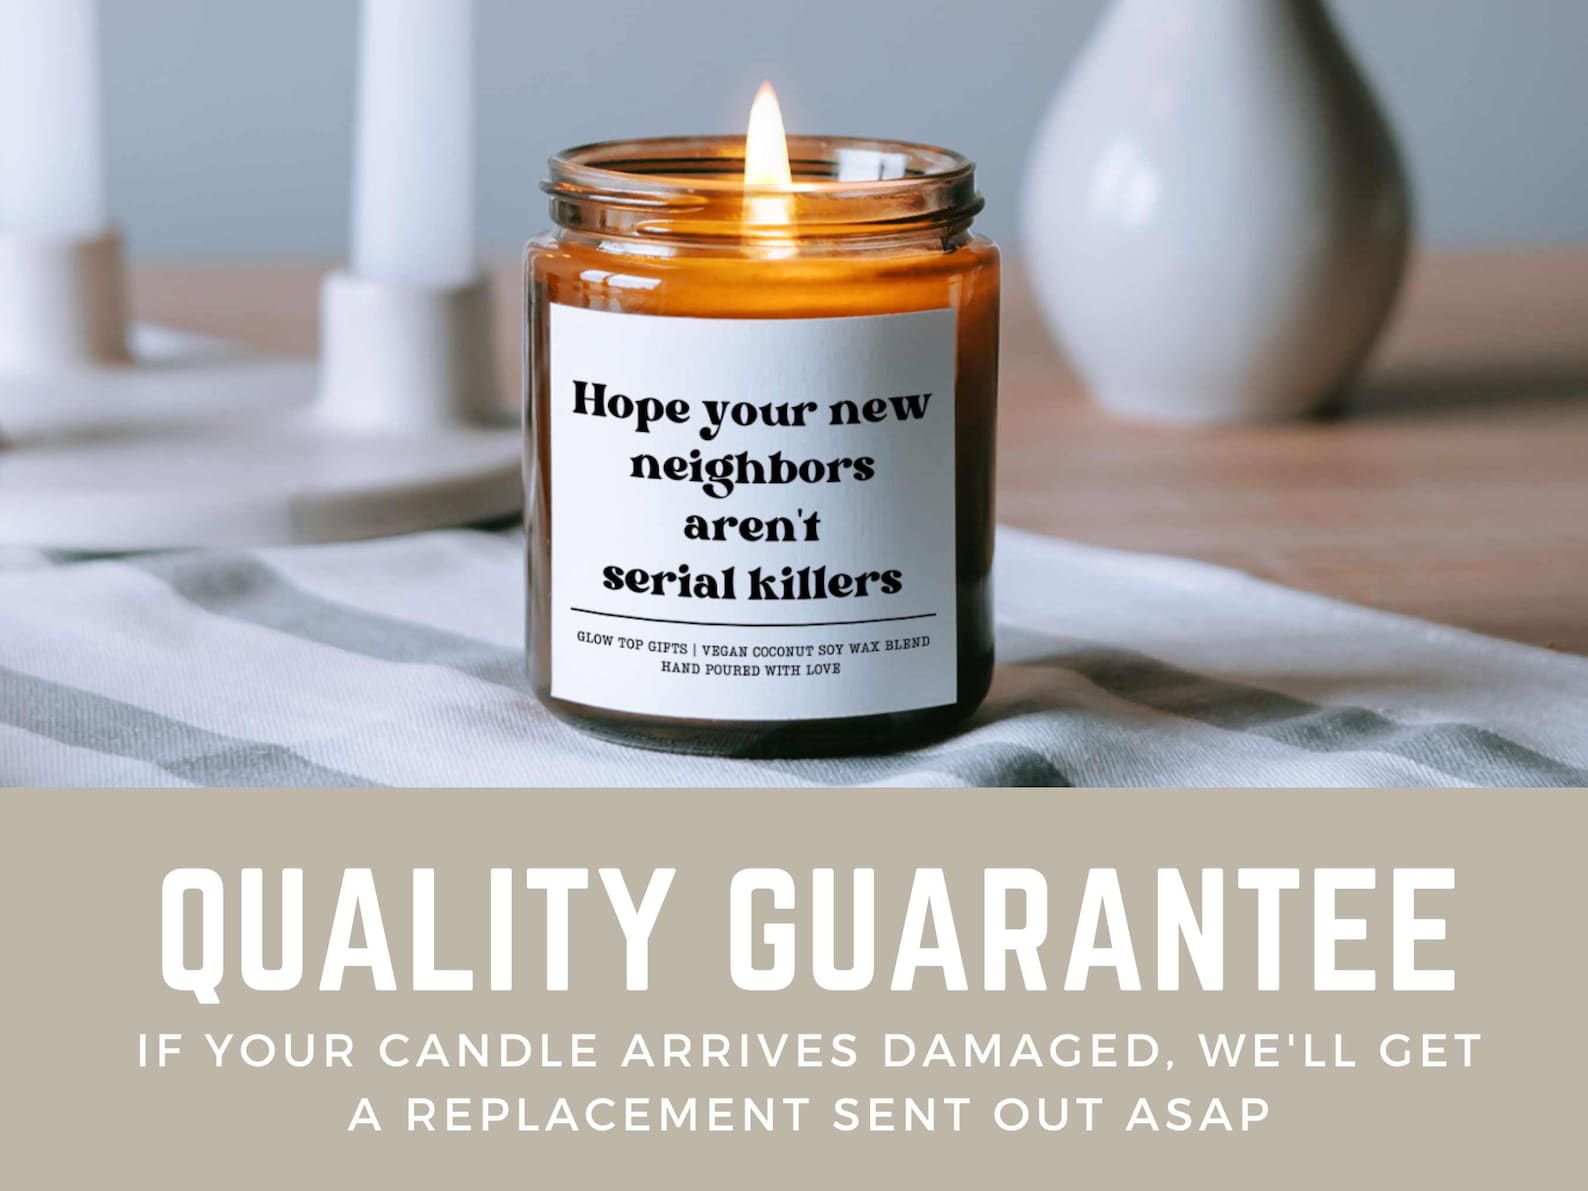 Hope your new
neighbors
aren't
serial killers
GLOW TOP GIFTS | VEGAN COCONUT SOY WAX BLEND
HAND POURED WITH LOVE
QUALITY GUARANTEE
IF YOUR CANDLE ARRIVES DAMAGED, WE'LL GET
A REPLACEMENT SENT OUT ASAP